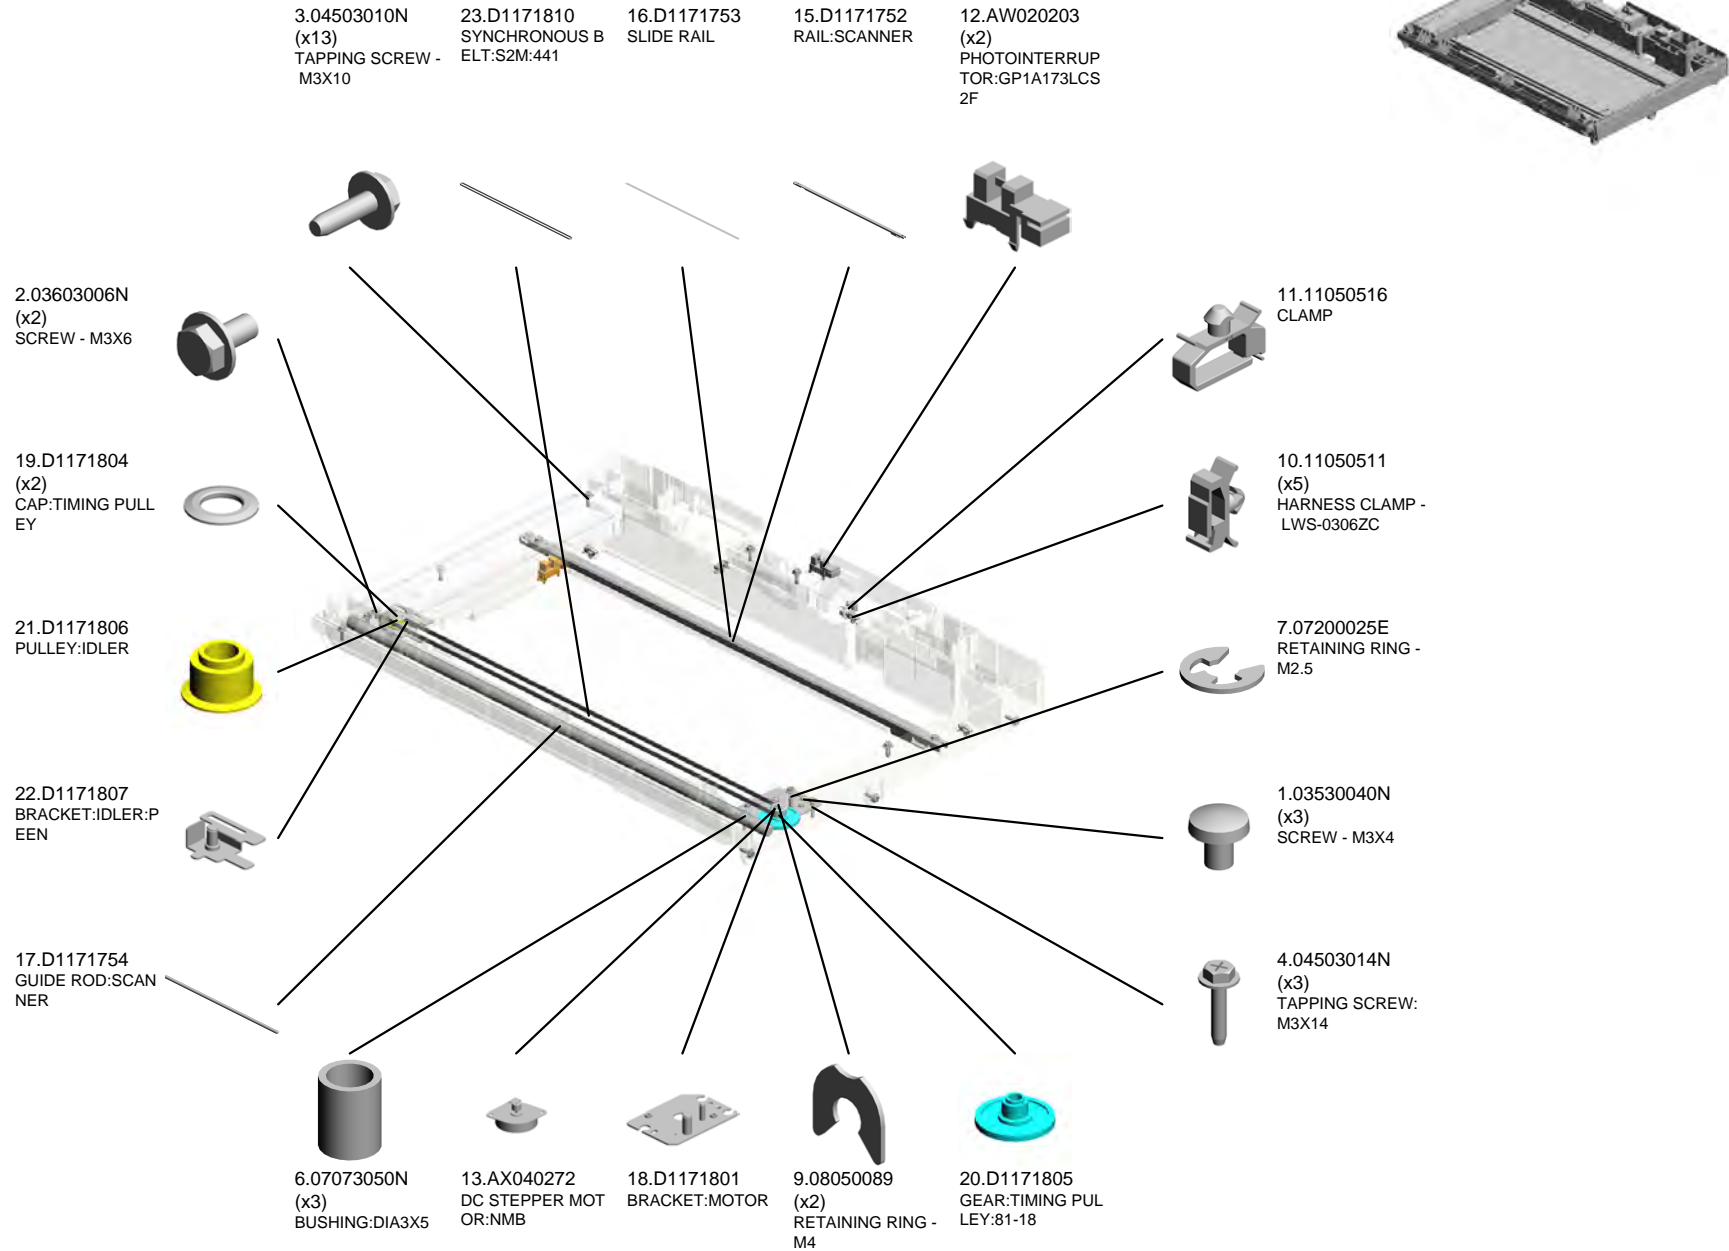 3.04503010N
(x13)
TAPPING SCREW -
M3X10
23.D1171810
SYNCHRONOUS B
ELT:S2M:441
16.D1171753
SLIDE RAIL
15.D1171752
RAIL:SCANNER
12.AW020203
(x2)
PHOTOINTERRUP
TOR:GP1A173LCS
2F
2.03603006N
(x2)
SCREW - M3X6
11.11050516
CLAMP
19.D1171804
(x2)
CAP:TIMING PULL
EY
10.11050511
(x5)
HARNESS CLAMP -
LWS-0306ZC
21.D1171806
PULLEY:IDLER
7.07200025E
RETAINING RING -
M2.5
22.D1171807
BRACKET:IDLER:P
EEN
1.03530040N
(x3)
SCREW - M3X4
17.D1171754
GUIDE ROD:SCAN
NER
4.04503014N
(x3)
TAPPING SCREW:
M3X14
6.07073050N
(x3)
BUSHING:DIA3X5
13.AX040272
DC STEPPER MOT
OR:NMB
18.D1171801
BRACKET:MOTOR
9.08050089
(x2)
RETAINING RING -
M4
20.D1171805
GEAR:TIMING PUL
LEY:81-18